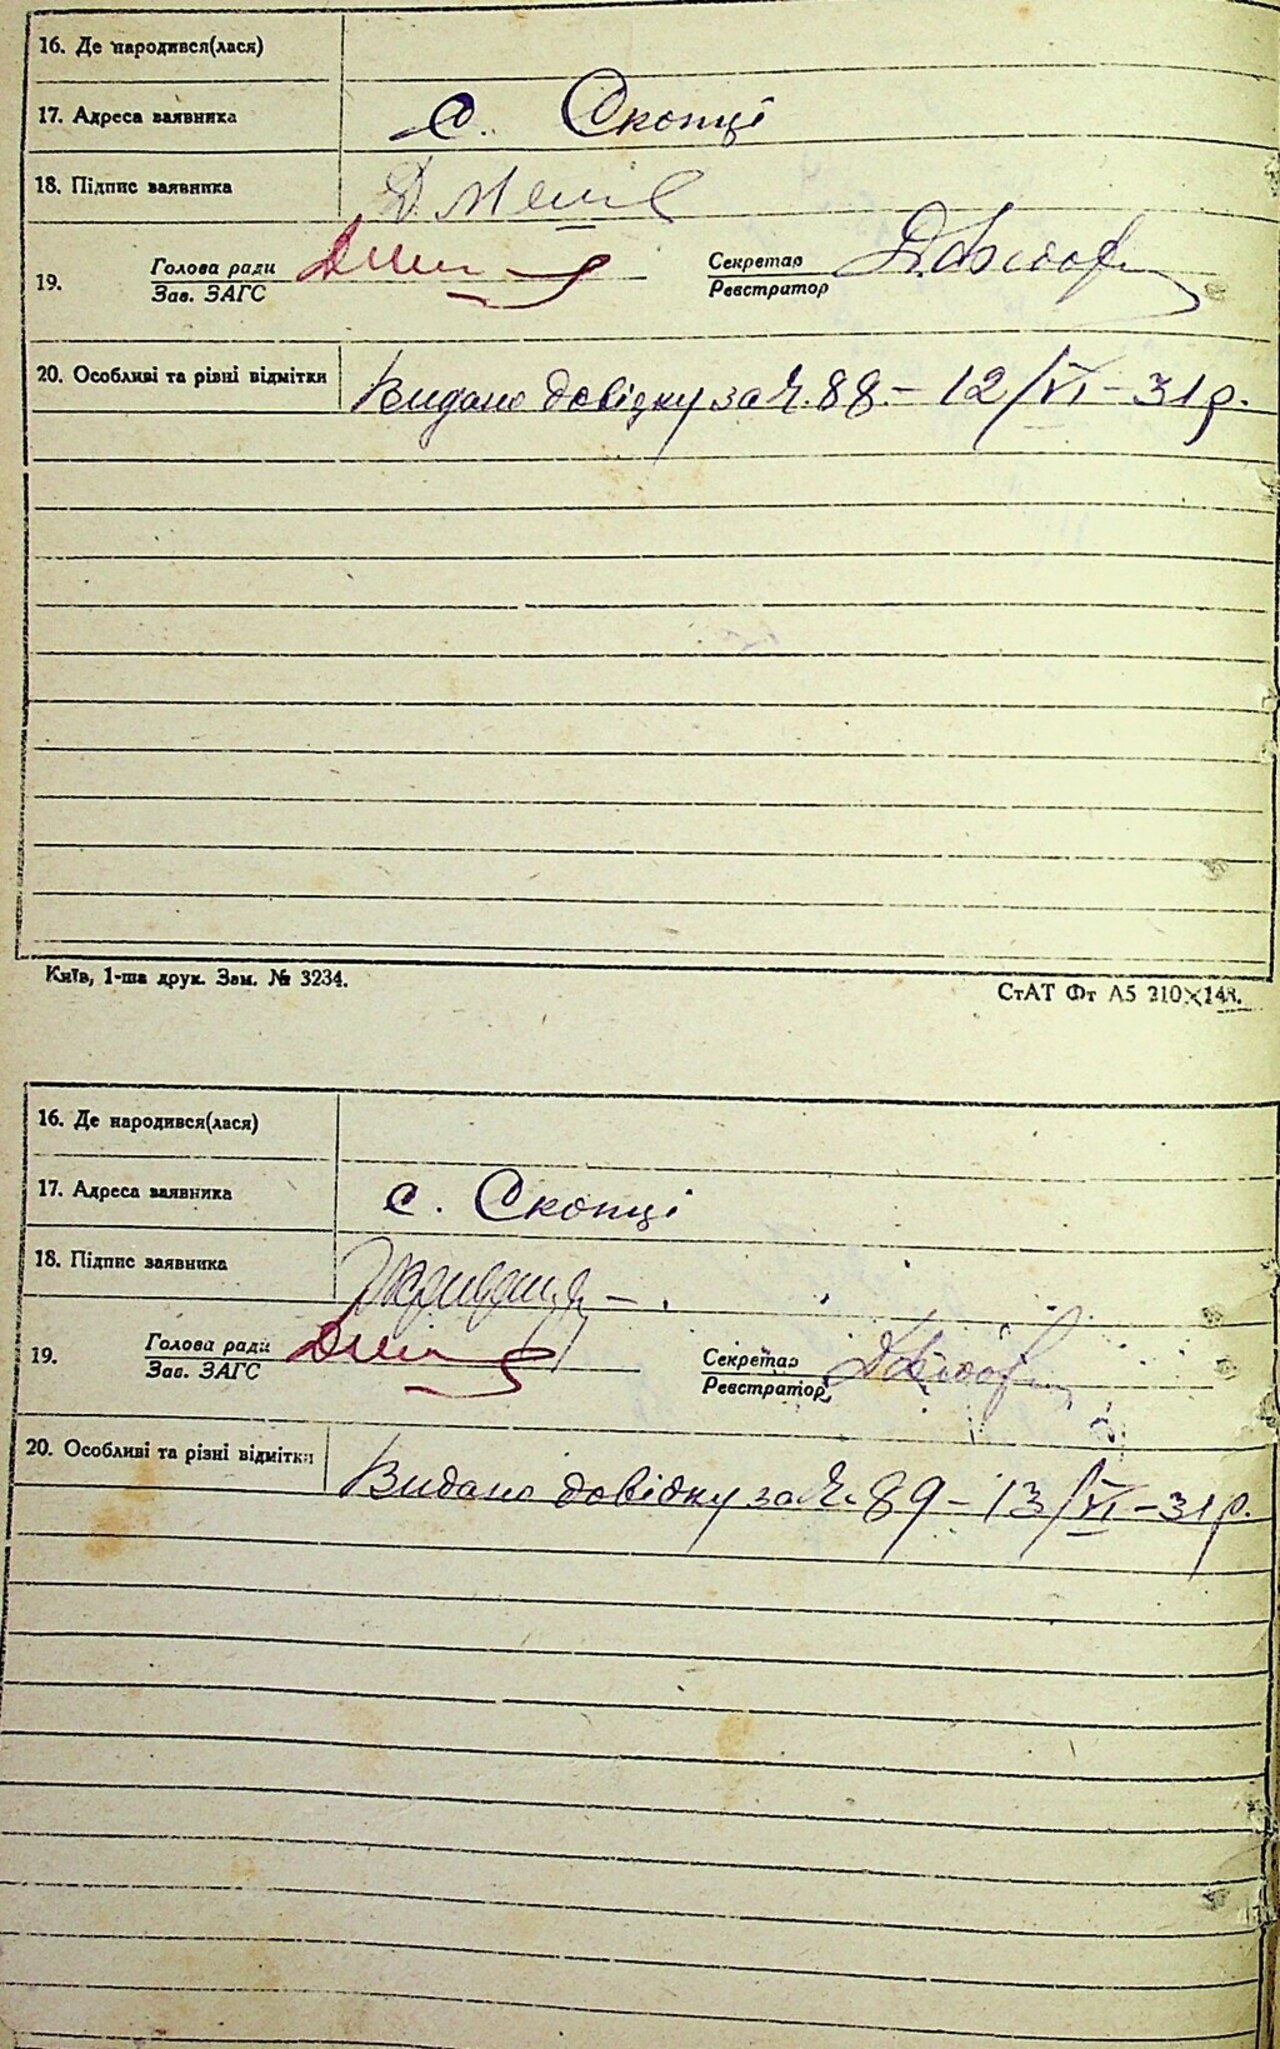 16. Де народився(лася)
17. Адреса заявника с. Скопці
18. Підпис заявника
19. Голова ради Секретар
Зав. ЗАГС Реєстратор
20. Особливі та рівні відмітки Видано довідку за Ч. 88 – 12/VI – 31 р.
Київ, 1-ша друк. Зам. № 3234.
СтАТ Фт А5 210×148.
16. Де народився(лася)
17. Адреса заявника с. Скопці
18. Підпис заявника
19. Голова ради Секретар
Зав. ЗАГС Реєстратор
20. Особливі та різні відмітки Видано довідку за Ч. 89 – 13/VI – 31 р.